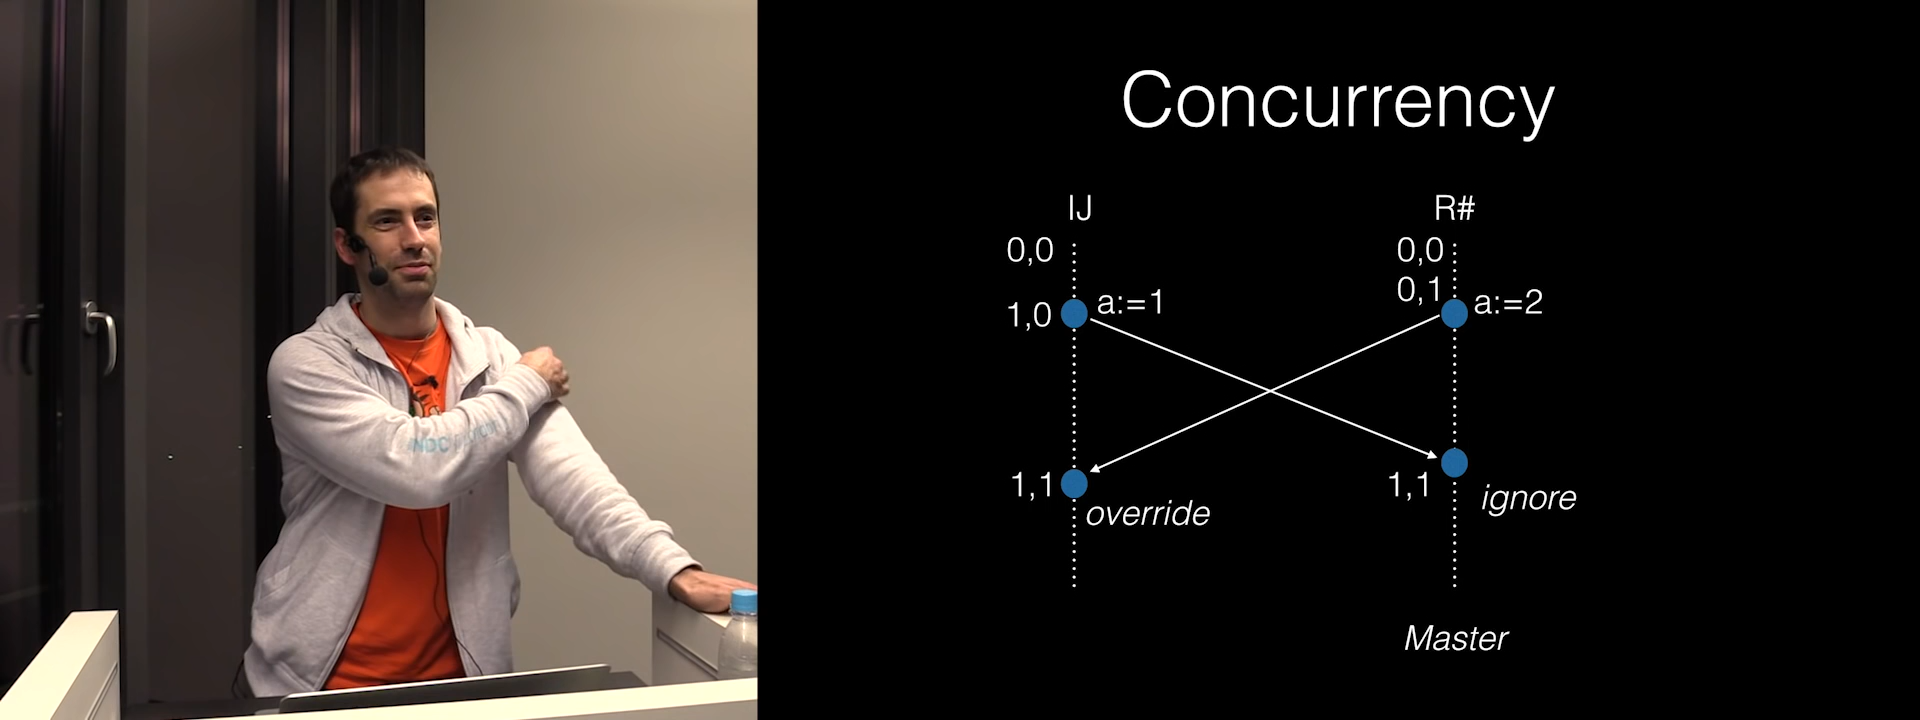 Concurrency
IJ
R#
0,0
0,0
0,1
1,0
a:=1
a:=2
1,1
override
1,1
ignore
Master
NDC